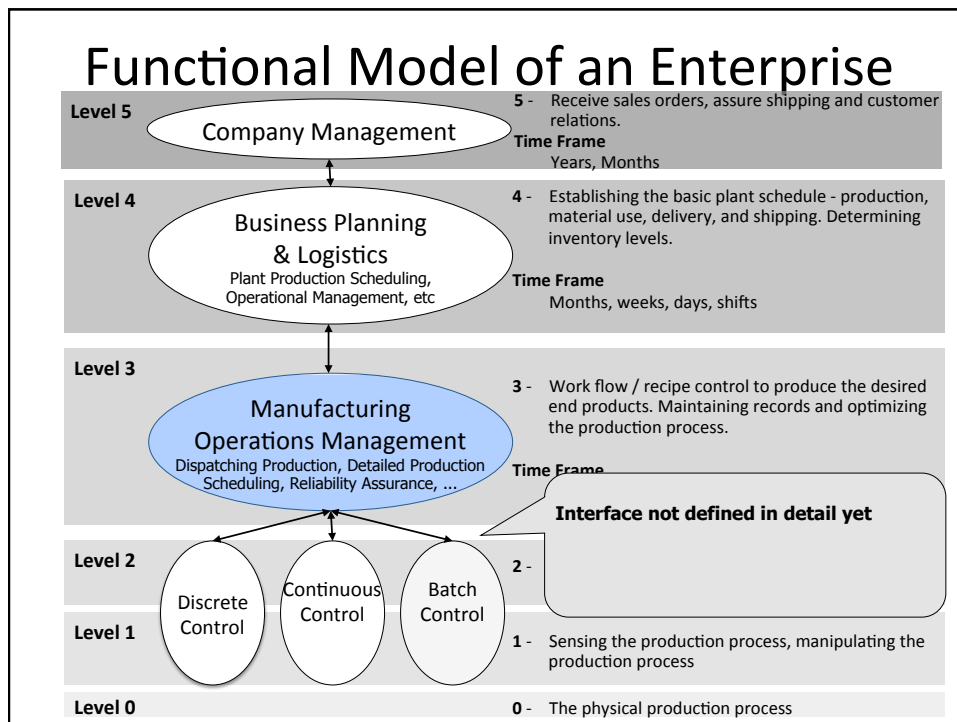 Functional Model of an Enterprise
Level 5
Company Management
5 - Receive sales orders, assure shipping and customer
relations.
Time Frame
Years, Months
Level 4
Business Planning
& Logistics
Plant Production Scheduling,
Operational Management, etc
4 - Establishing the basic plant schedule - production,
material use, delivery, and shipping. Determining
inventory levels.
Time Frame
Months, weeks, days, shifts
Level 3
Manufacturing
Operations Management
Dispatching Production, Detailed Production
Scheduling, Reliability Assurance, ...
3 - Work flow / recipe control to produce the desired
end products. Maintaining records and optimizing
the production process.
Time Frame
Interface not defined in detail yet
Level 2
2 -
Discrete
Control
Continuous
Control
Batch
Control
Level 1
1 - Sensing the production process, manipulating the
production process
Level 0
0 - The physical production process